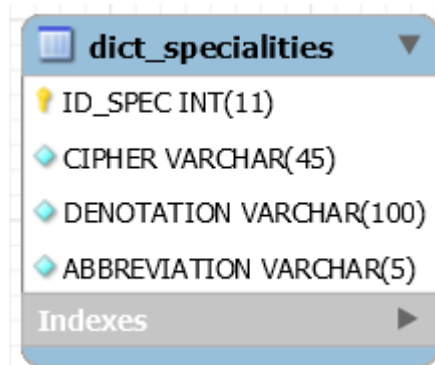 dict_specialities
ID_SPEC INT(11)
CIPHER VARCHAR(45)
DENOTATION VARCHAR(100)
ABBREVIATION VARCHAR(5)
Indexes